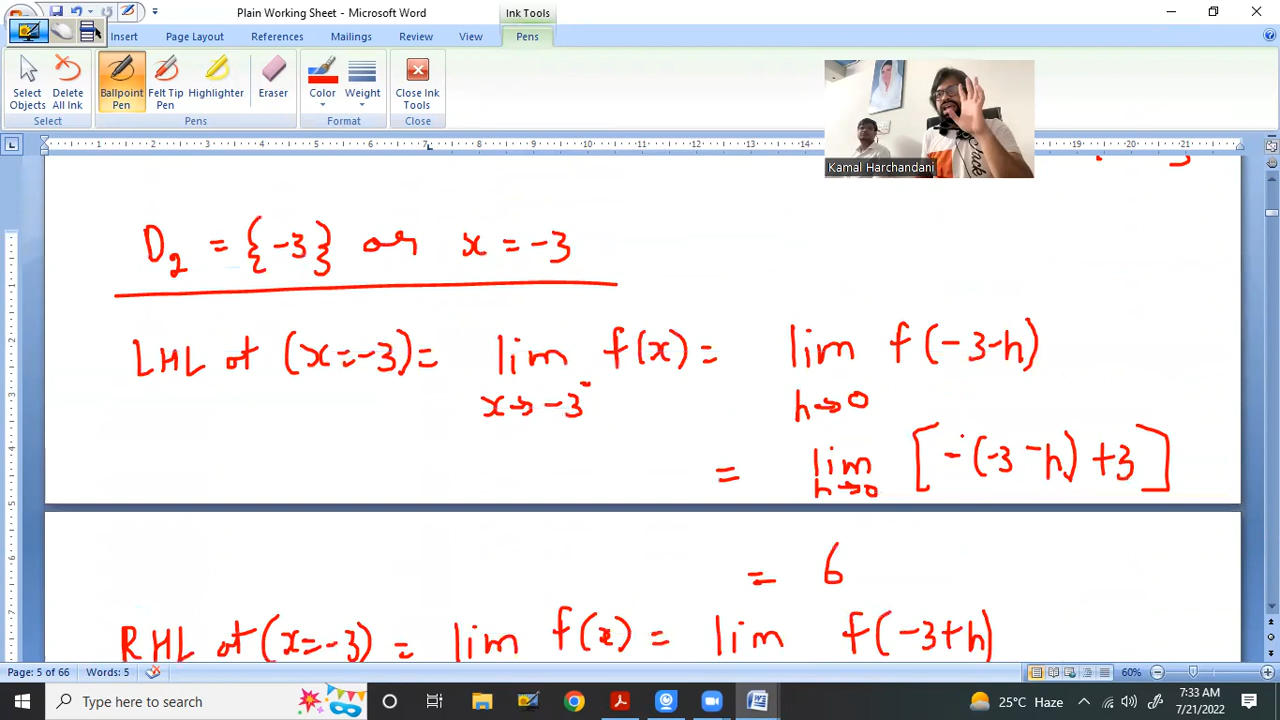 Plain Working Sheet - Microsoft Word
Ink Tools
Insert Page Layout References Mailings Review View Pens
Select Objects
Delete All Ink
Ballpoint Pen
Felt Tip Pen
Highlighter
Eraser
Color
Weight
Close Ink Tools
Select Pens Format Close
Kamal Harchandani
D₂ = {-3} or x = -3
LHL at (x=-3) = lim x→-3⁻ f(x) = lim h→0 f(-3-h)
= lim h→0 [-(-3-h)+3]
= 6
RHL at (x=-3) = lim f(x) = lim f(-3+h)
Page: 5 of 66 Words: 5 60%
Type here to search 25°C Haze ENG 7:33 AM
7/21/2022